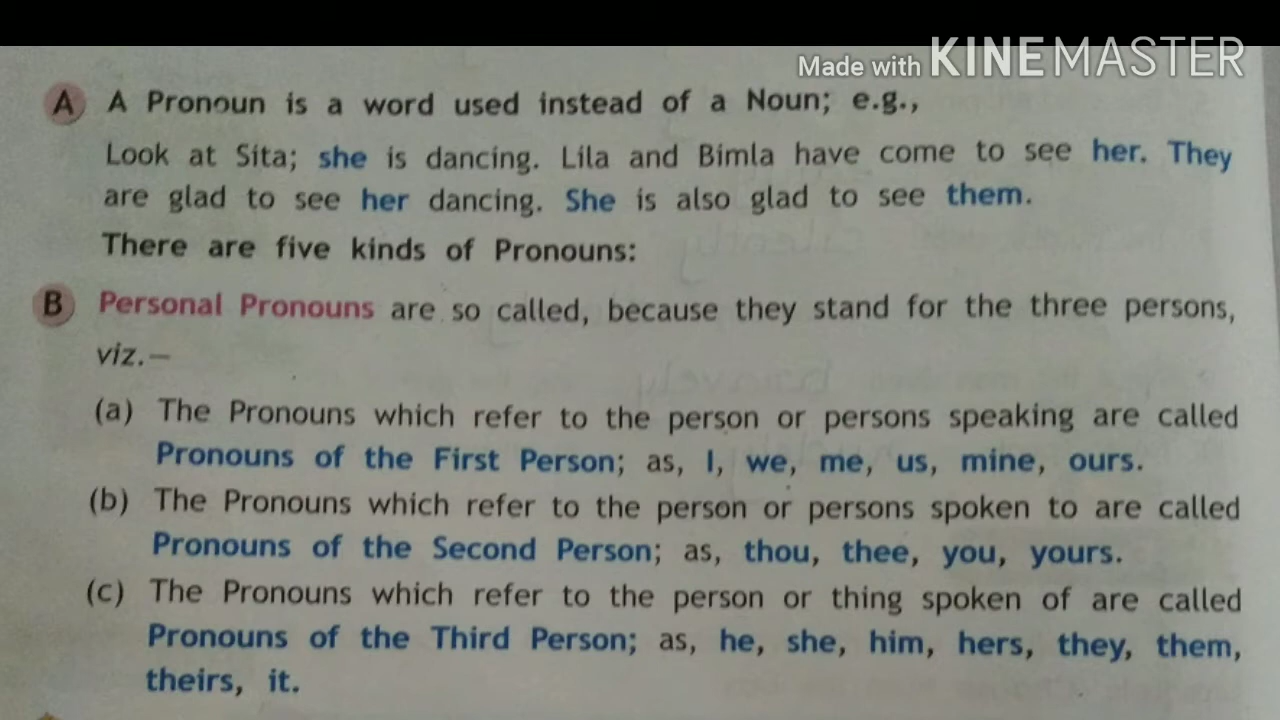 Made with KINEMASTER
A A Pronoun is a word used instead of a Noun; e.g.,
Look at Sita; she is dancing. Lila and Bimla have come to see her. They
are glad to see her dancing. She is also glad to see them.
There are five kinds of Pronouns:
B Personal Pronouns are so called, because they stand for the three persons,
viz.—
(a) The Pronouns which refer to the person or persons speaking are called
Pronouns of the First Person; as, I, we, me, us, mine, ours.
(b) The Pronouns which refer to the person or persons spoken to are called
Pronouns of the Second Person; as, thou, thee, you, yours.
(c) The Pronouns which refer to the person or thing spoken of are called
Pronouns of the Third Person; as, he, she, him, hers, they, them,
theirs, it.